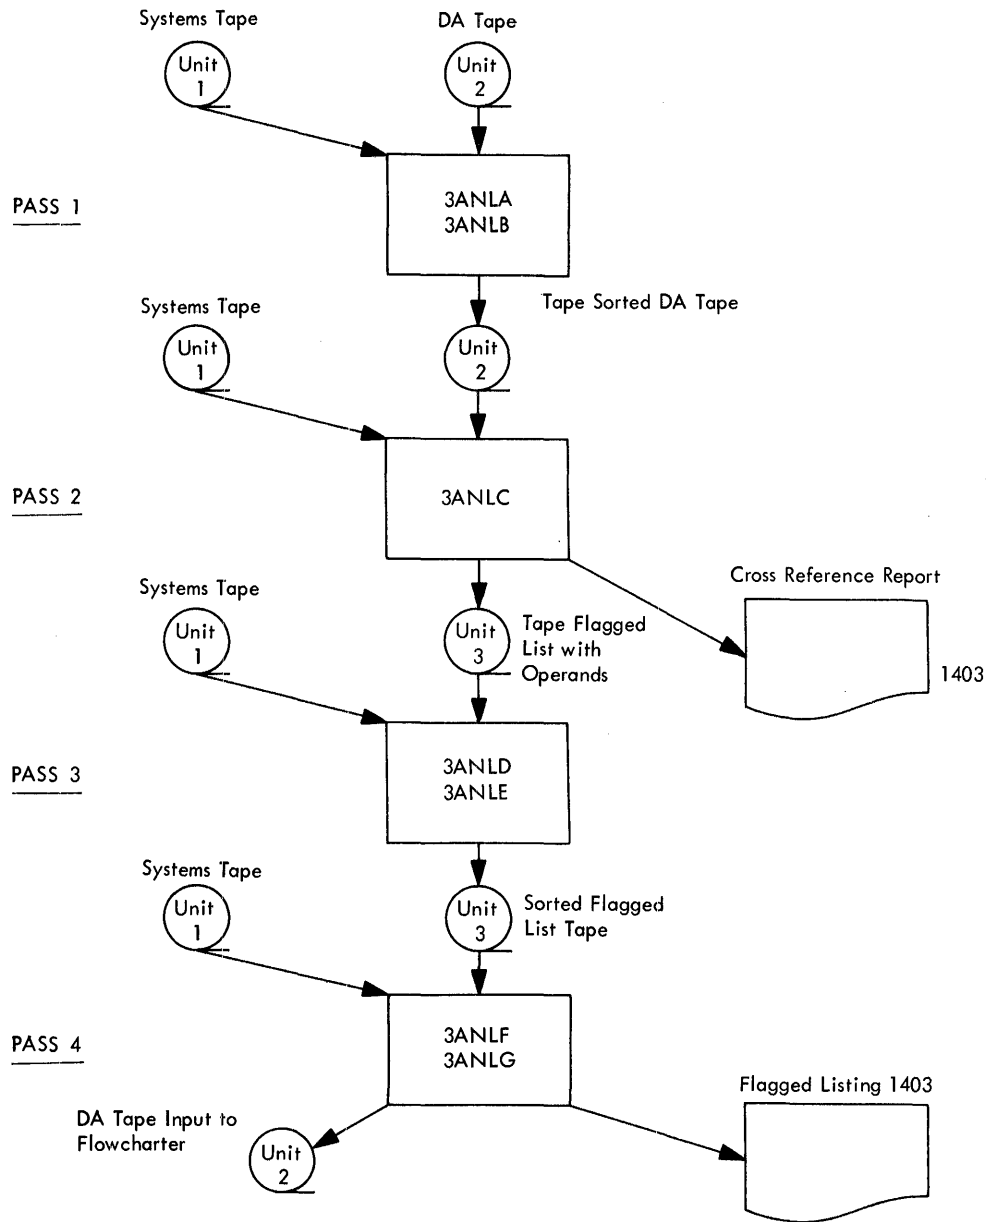 Systems Tape
DA Tape
Unit
1
Unit
2
PASS 1
3ANLA
3ANLB
Systems Tape
Tape Sorted DA Tape
Unit
1
Unit
2
PASS 2
3ANLC
Systems Tape
Cross Reference Report
Unit
1
Unit
3
Tape Flagged
List with
Operands
1403
PASS 3
3ANLD
3ANLE
Systems Tape
Unit
1
Unit
3
Sorted Flagged
List Tape
PASS 4
3ANLF
3ANLG
Flagged Listing 1403
DA Tape Input to
Flowcharter
Unit
2